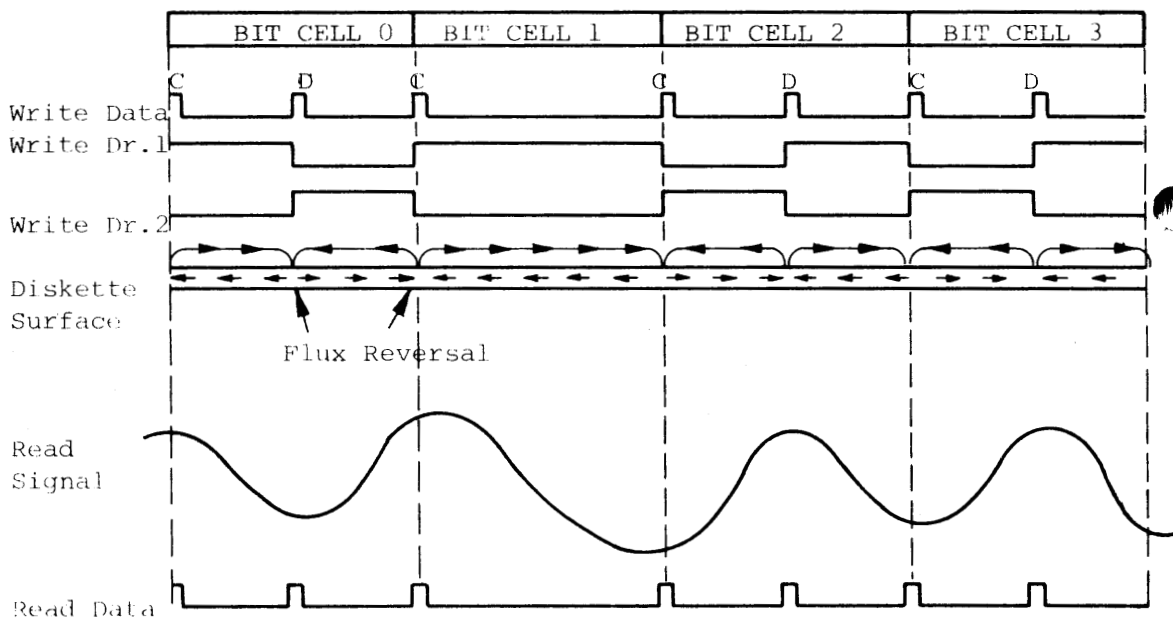 BIT CELL 0 BIT CELL 1 BIT CELL 2 BIT CELL 3
C D C C D C D
Write Data
Write Dr.1
Write Dr.2
Diskette
Surface
Flux Reversal
Read
Signal
Read Data